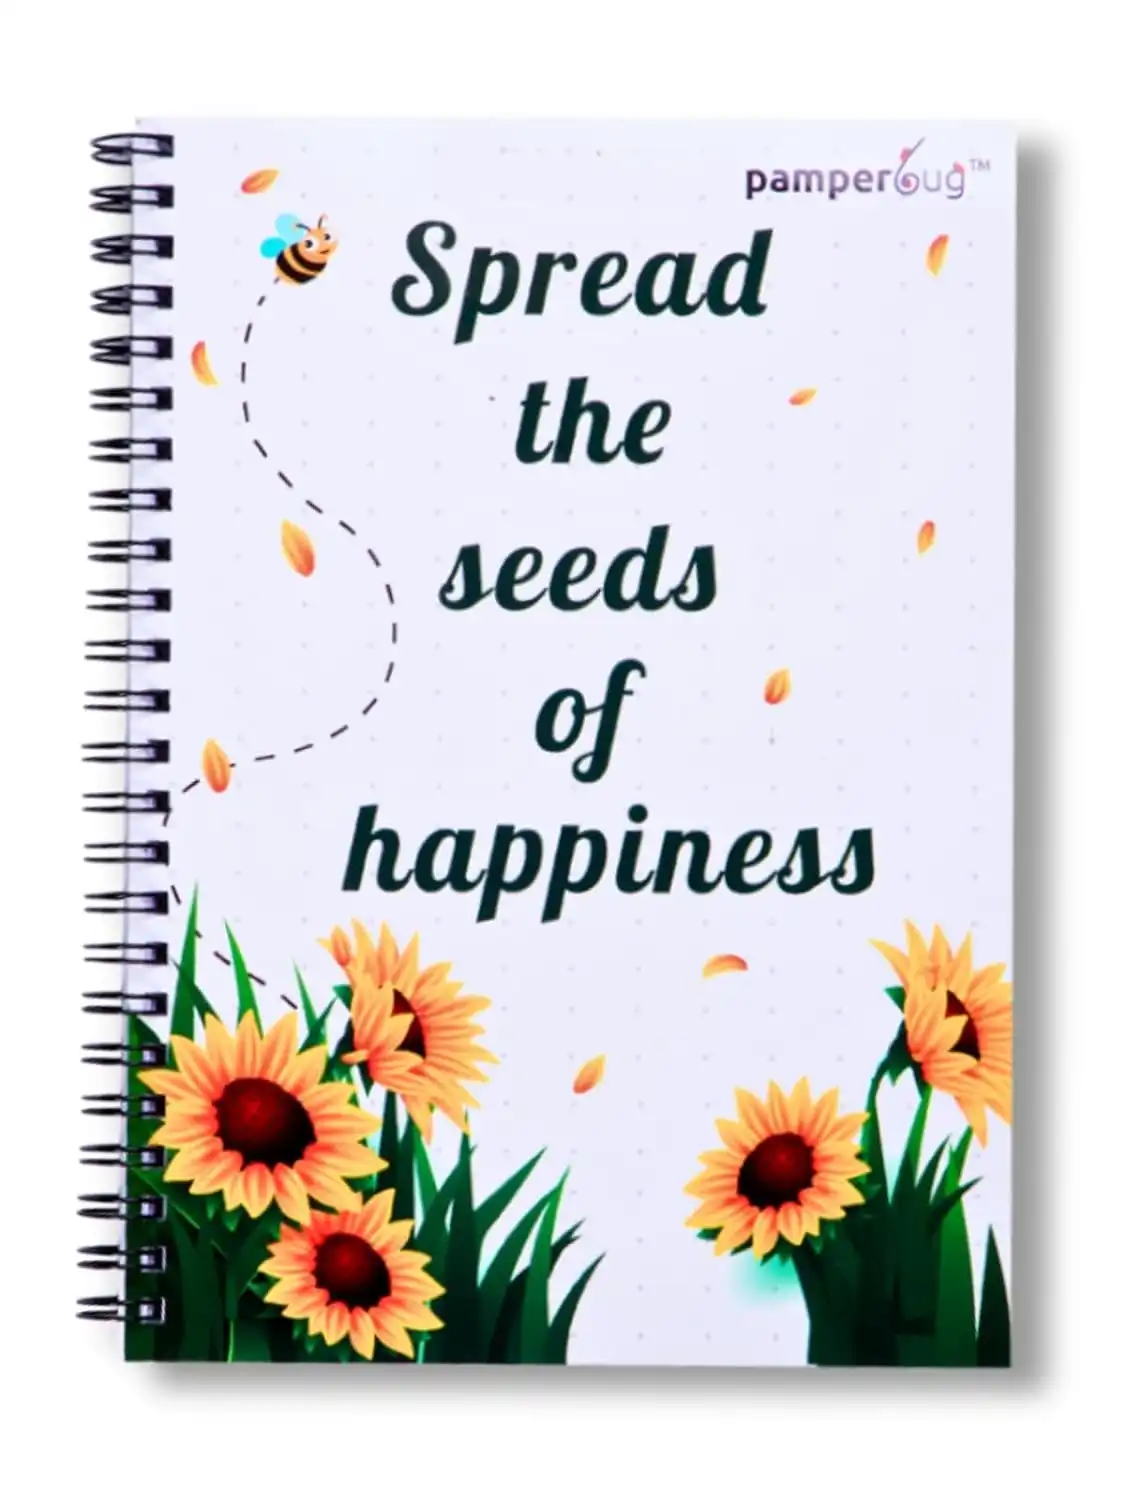 pamperbug™
Spread
the
seeds
of
happiness